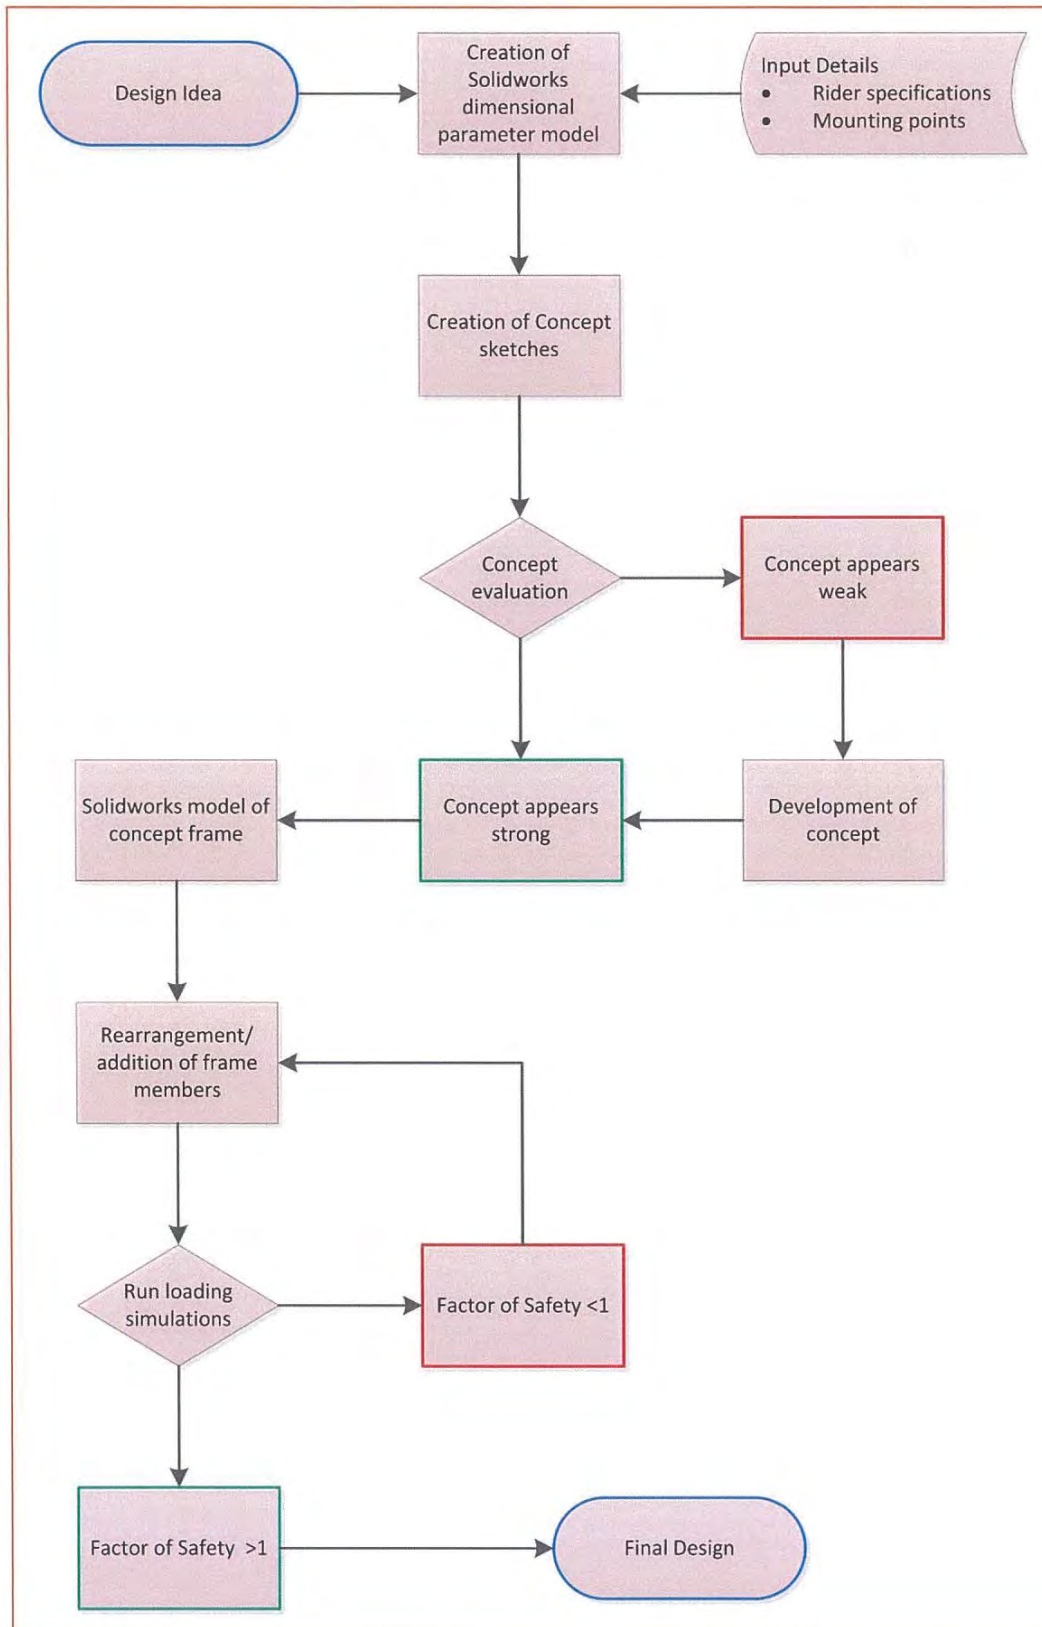 Design Idea
Creation of
Solidworks
dimensional
parameter model
Input Details
• Rider specifications
• Mounting points
Creation of Concept
sketches
Concept
evaluation
Concept appears
weak
Solidworks model of
concept frame
Concept appears
strong
Development of
concept
Rearrangement/
addition of frame
members
Run loading
simulations
Factor of Safety <1
Factor of Safety >1
Final Design